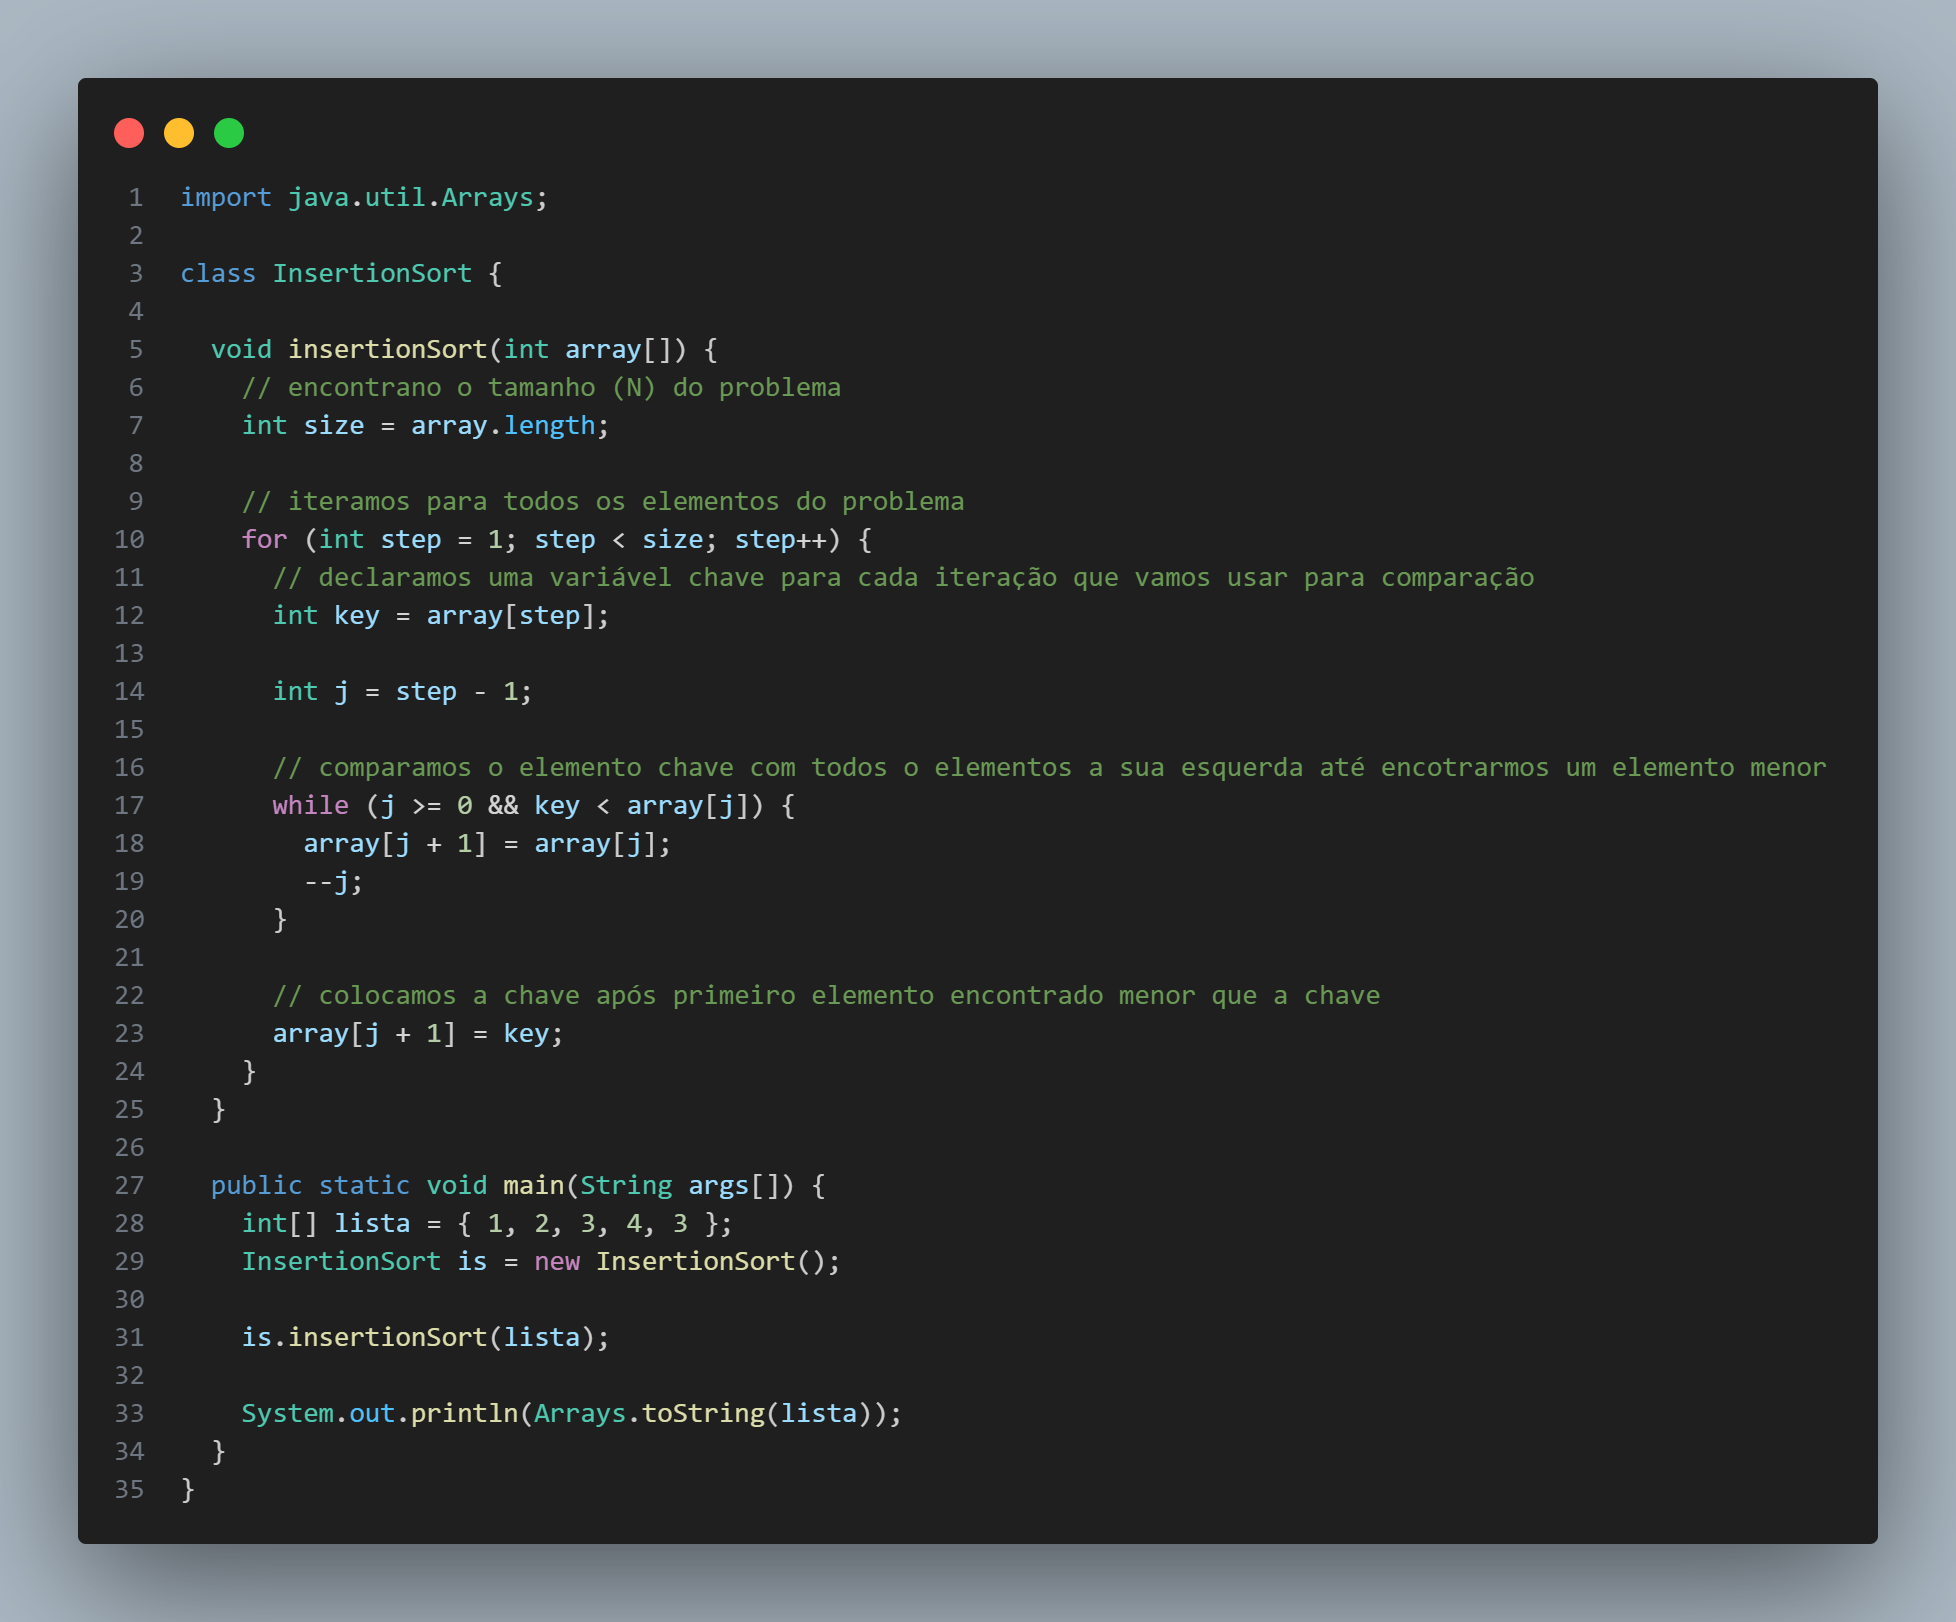 1 import java.util.Arrays;
2
3 class InsertionSort {
4
5   void insertionSort(int array[]) {
6     // encontrano o tamanho (N) do problema
7     int size = array.length;
8
9     // iteramos para todos os elementos do problema
10     for (int step = 1; step < size; step++) {
11       // declaramos uma variável chave para cada iteração que vamos usar para comparação
12       int key = array[step];
13
14       int j = step - 1;
15
16       // comparamos o elemento chave com todos o elementos a sua esquerda até encotrarmos um elemento menor
17       while (j >= 0 && key < array[j]) {
18         array[j + 1] = array[j];
19         --j;
20       }
21
22       // colocamos a chave após primeiro elemento encontrado menor que a chave
23       array[j + 1] = key;
24     }
25   }
26
27   public static void main(String args[]) {
28     int[] lista = { 1, 2, 3, 4, 3 };
29     InsertionSort is = new InsertionSort();
30
31     is.insertionSort(lista);
32
33     System.out.println(Arrays.toString(lista));
34   }
35 }